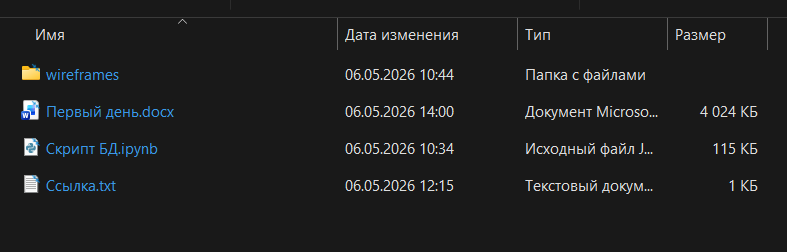 Имя Дата изменения Тип Размер
wireframes 06.05.2026 10:44 Папка с файлами
Первый день.docx 06.05.2026 14:00 Документ Microso... 4 024 КБ
Скрипт БД.ipynb 06.05.2026 10:34 Исходный файл J... 115 КБ
Ссылка.txt 06.05.2026 12:15 Текстовый докум... 1 КБ